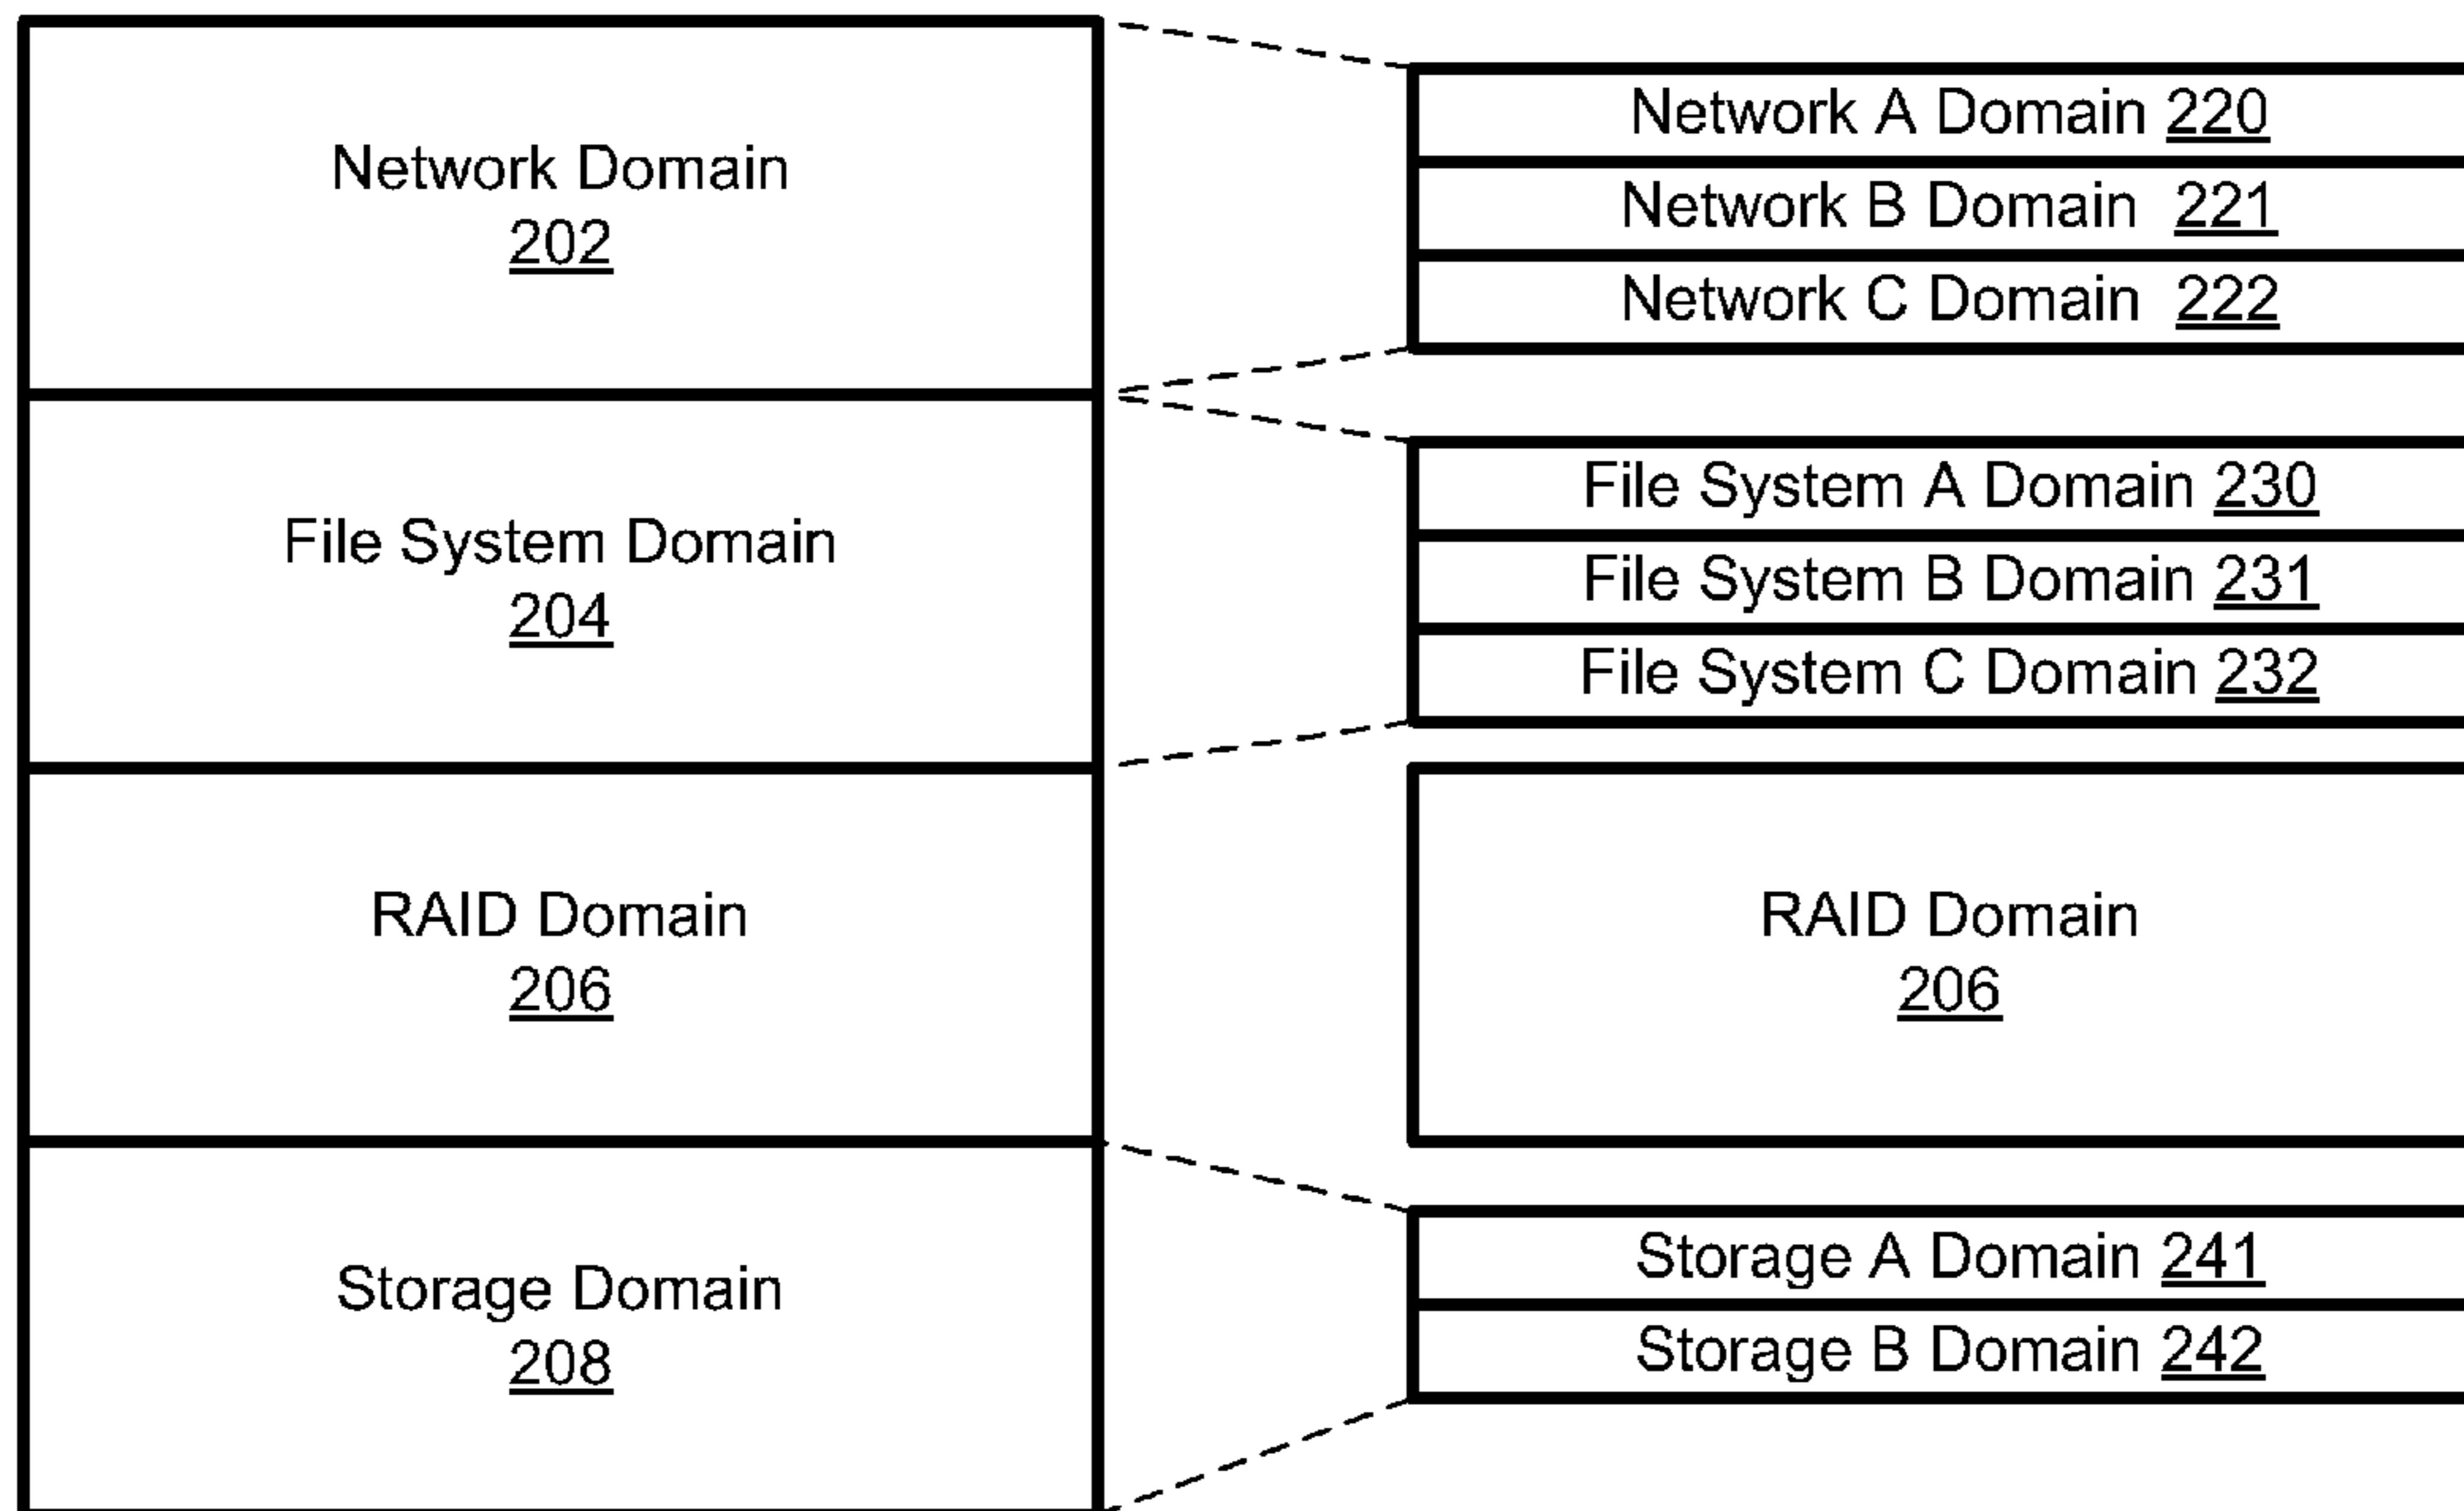 Network Domain
202
File System Domain
204
RAID Domain
206
Storage Domain
208
Network A Domain 220
Network B Domain 221
Network C Domain 222
File System A Domain 230
File System B Domain 231
File System C Domain 232
RAID Domain
206
Storage A Domain 241
Storage B Domain 242